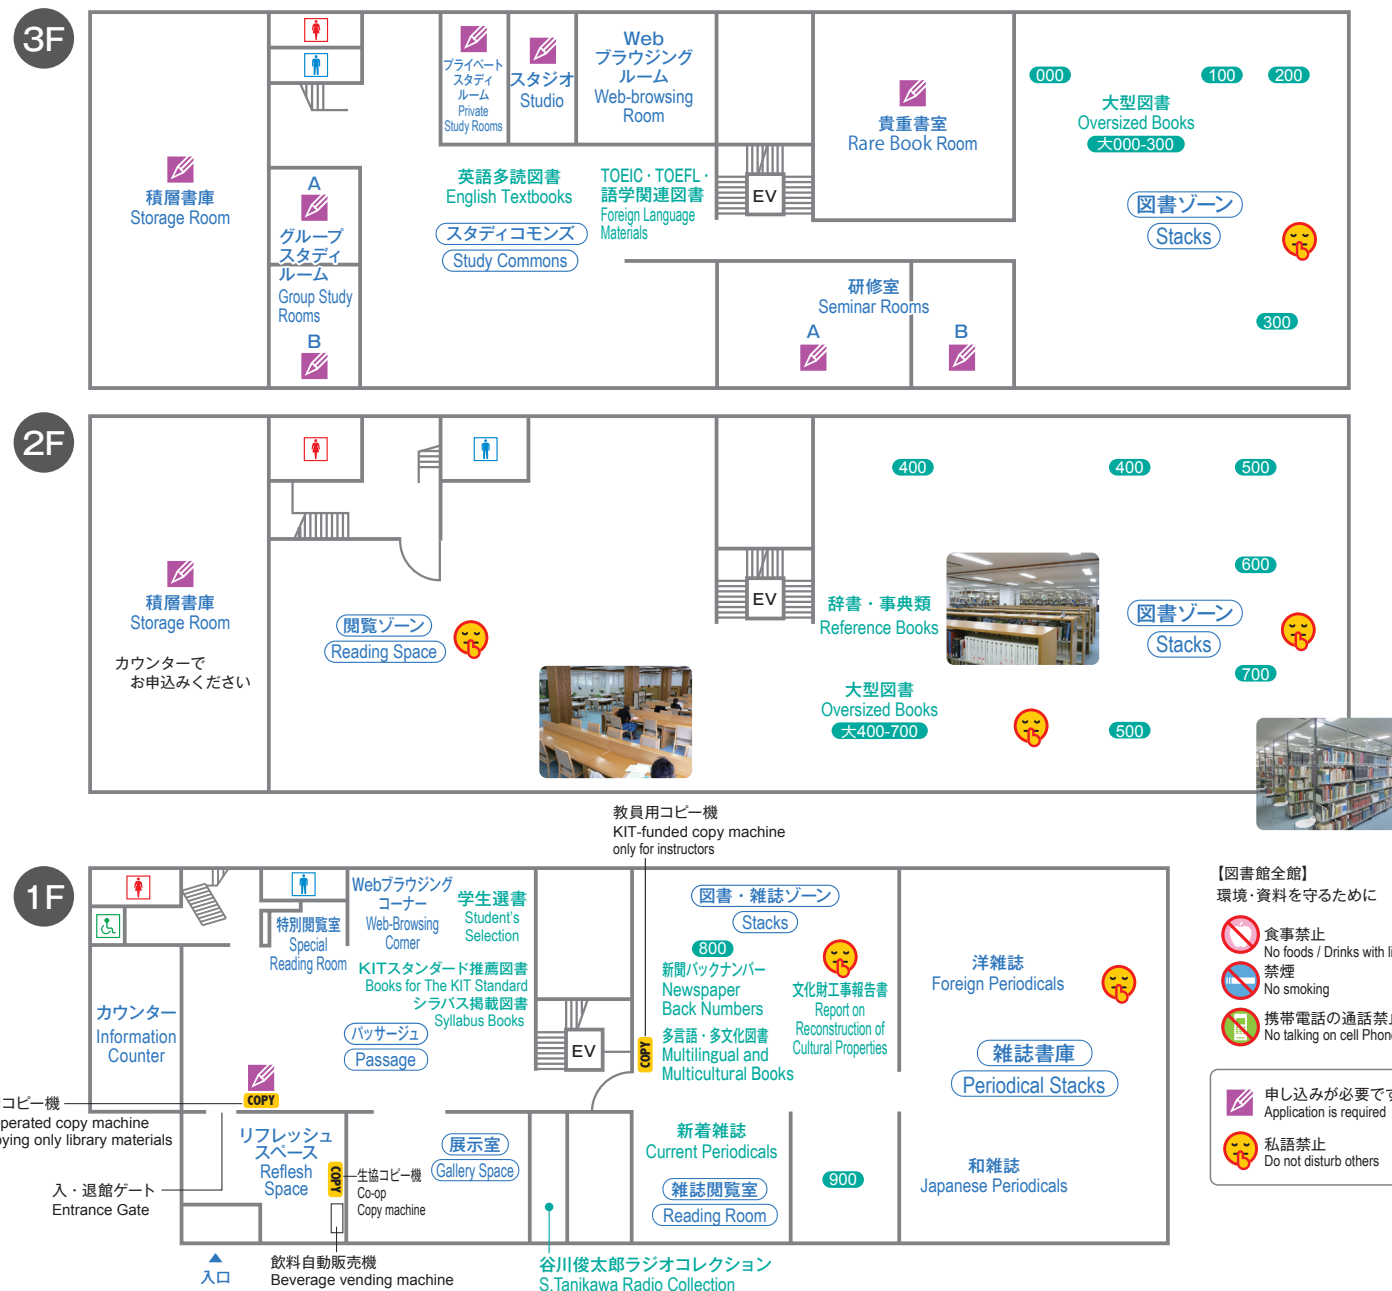 3F
プライベート
スタディ
ルーム
Private
Study Rooms
スタジオ
Studio
Web
ブラウジング
ルーム
Web-browsing
Room
貴重書室
Rare Book Room
000
100
200
大型図書
Oversized Books
大000-300
積層書庫
Storage Room
A
グループ
スタディ
ルーム
Group Study
Rooms
B
英語多読図書
English Textbooks
スタディコモンズ
Study Commons
TOEIC・TOEFL・
語学関連図書
Foreign Language
Materials
EV
図書ゾーン
Stacks
研修室
Seminar Rooms
A
B
300
2F
400
400
500
600
積層書庫
Storage Room
カウンターで
お申込みください
閲覧ゾーン
Reading Space
EV
辞書・事典類
Reference Books
図書ゾーン
Stacks
700
大型図書
Oversized Books
大400-700
500
教員用コピー機
KIT-funded copy machine
only for instructors
1F
特別閲覧室
Special
Reading Room
Webブラウジング
コーナー
Web-Browsing
Corner
学生選書
Student's
Selection
KITスタンダード推薦図書
Books for The KIT Standard
シラバス掲載図書
Syllabus Books
パッサージュ
Passage
カウンター
Information
Counter
EV
COPY
図書・雑誌ゾーン
Stacks
800
新聞バックナンバー
Newspaper
Back Numbers
多言語・多文化図書
Multilingual and
Multicultural Books
文化財工事報告書
Report on
Reconstruction of
Cultural Properties
洋雑誌
Foreign Periodicals
雑誌書庫
Periodical Stacks
和雑誌
Japanese Periodicals
COPY
コピー機
perated copy machine
ying only library materials
リフレッシュ
スペース
Reflesh
Space
COPY
生協コピー機
Co-op
Copy machine
展示室
Gallery Space
新着雑誌
Current Periodicals
雑誌閲覧室
Reading Room
900
入・退館ゲート
Entrance Gate
入口
飲料自動販売機
Beverage vending machine
谷川俊太郎ラジオコレクション
S.Tanikawa Radio Collection
【図書館全館】
環境・資料を守るために
食事禁止
No foods / Drinks with li
禁煙
No smoking
携帯電話の通話禁止
No talking on cell Phone
申し込みが必要です
Application is required
私語禁止
Do not disturb others